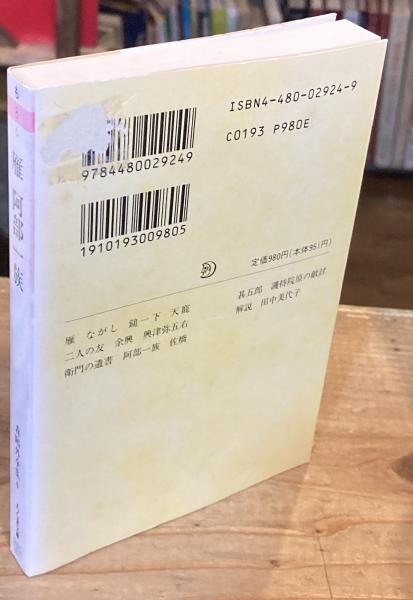 雁 阿部一族
ISBN4-480-02924-9
C0193 P980E
9784480029249
1910193009805
定価980円(本体951円)
雁 ながし 鎚一下 天寵
二人の友 余興 興津弥五右
衛門の遺書 阿部一族 佐橋
甚五郎 護持院原の敵討
解説 田中美代子